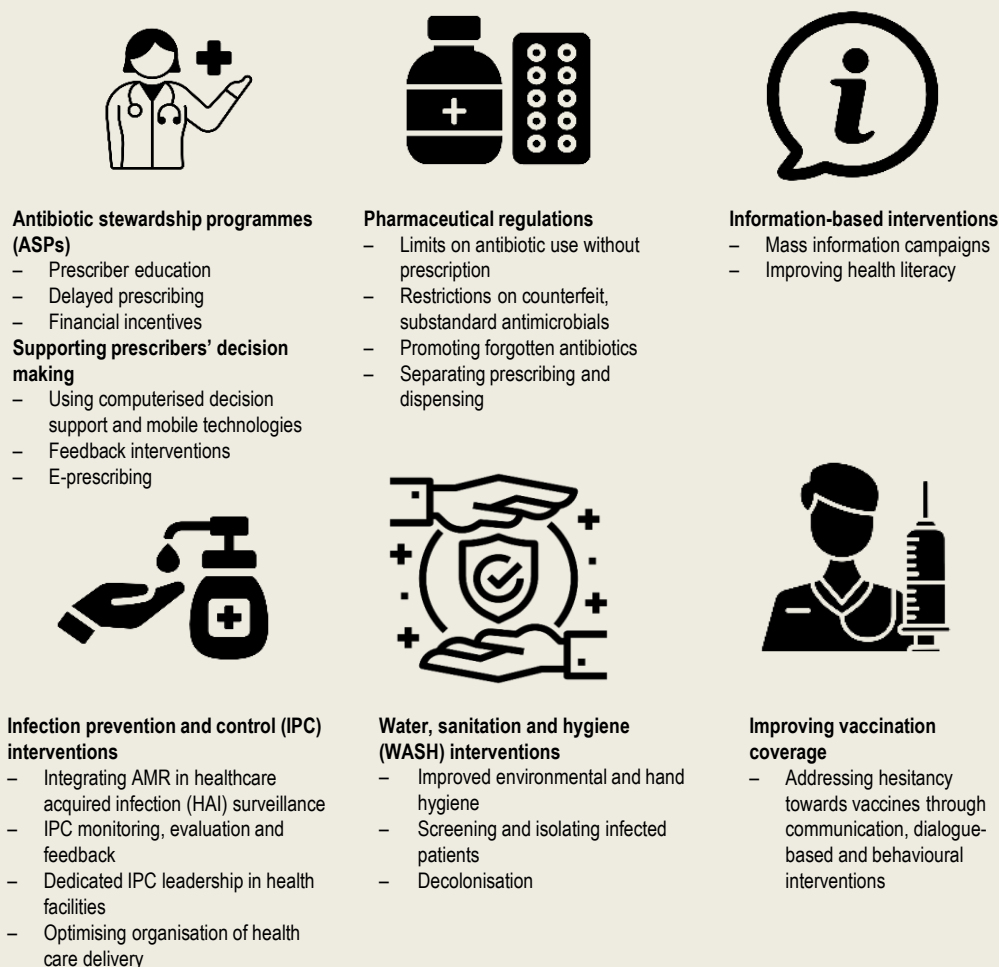 Antibiotic stewardship programmes
(ASPs)
– Prescriber education
– Delayed prescribing
– Financial incentives
Supporting prescribers’ decision
making
– Using computerised decision
support and mobile technologies
– Feedback interventions
– E-prescribing
Pharmaceutical regulations
– Limits on antibiotic use without
prescription
– Restrictions on counterfeit,
substandard antimicrobials
– Promoting forgotten antibiotics
– Separating prescribing and
dispensing
i
Information-based interventions
– Mass information campaigns
– Improving health literacy
Infection prevention and control (IPC)
interventions
– Integrating AMR in healthcare
acquired infection (HAI) surveillance
– IPC monitoring, evaluation and
feedback
– Dedicated IPC leadership in health
facilities
– Optimising organisation of health
care delivery
Water, sanitation and hygiene
(WASH) interventions
– Improved environmental and hand
hygiene
– Screening and isolating infected
patients
– Decolonisation
Improving vaccination
coverage
– Addressing hesitancy
towards vaccines through
communication, dialogue-
based and behavioural
interventions